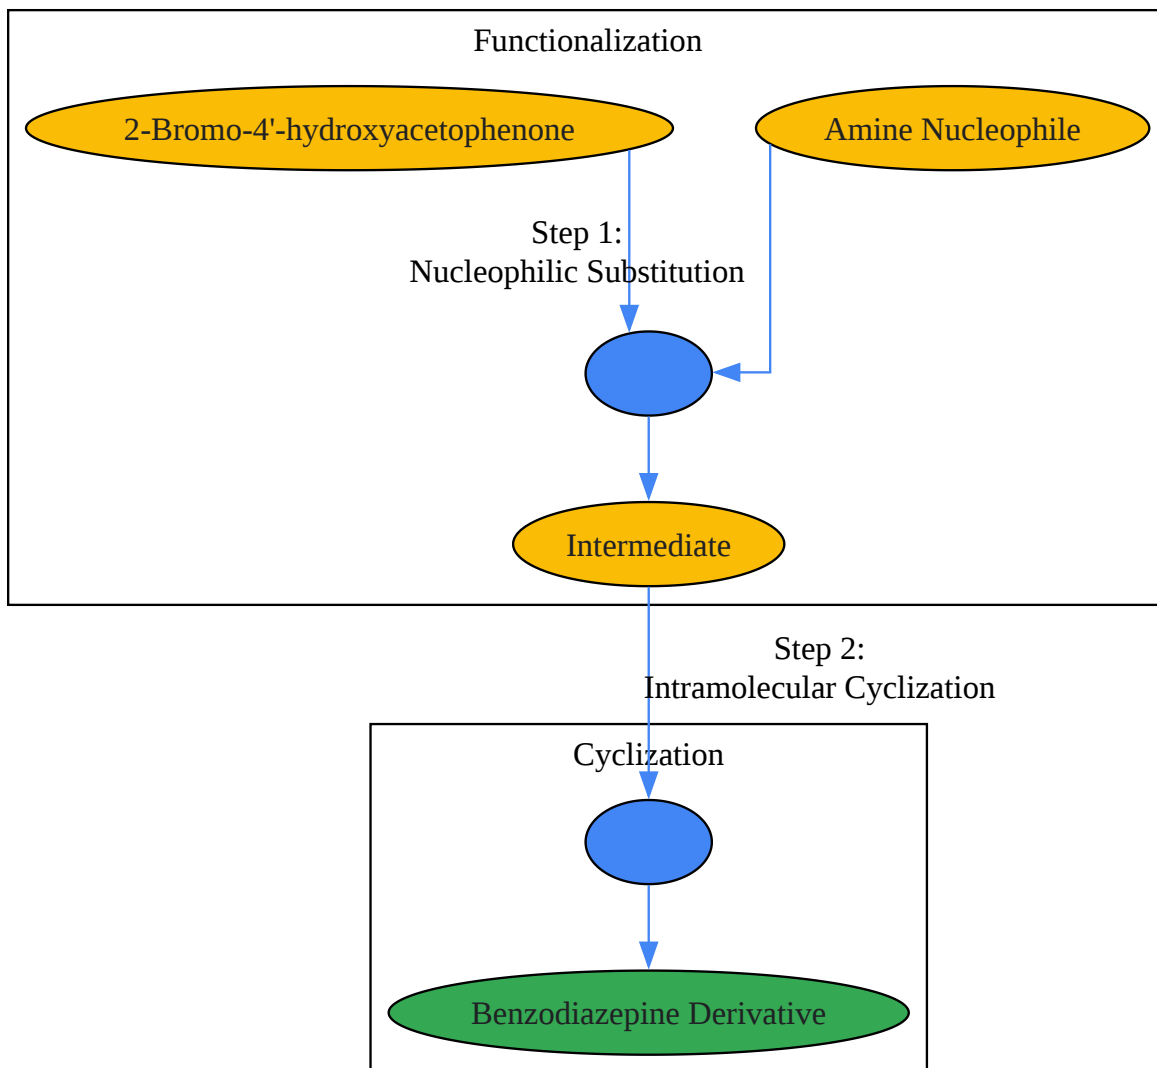 Functionalization
2-Bromo-4'-hydroxyacetophenone
Amine Nucleophile
Step 1:
Nucleophilic Substitution
Intermediate
Step 2:
Intramolecular Cyclization
Cyclization
Benzodiazepine Derivative